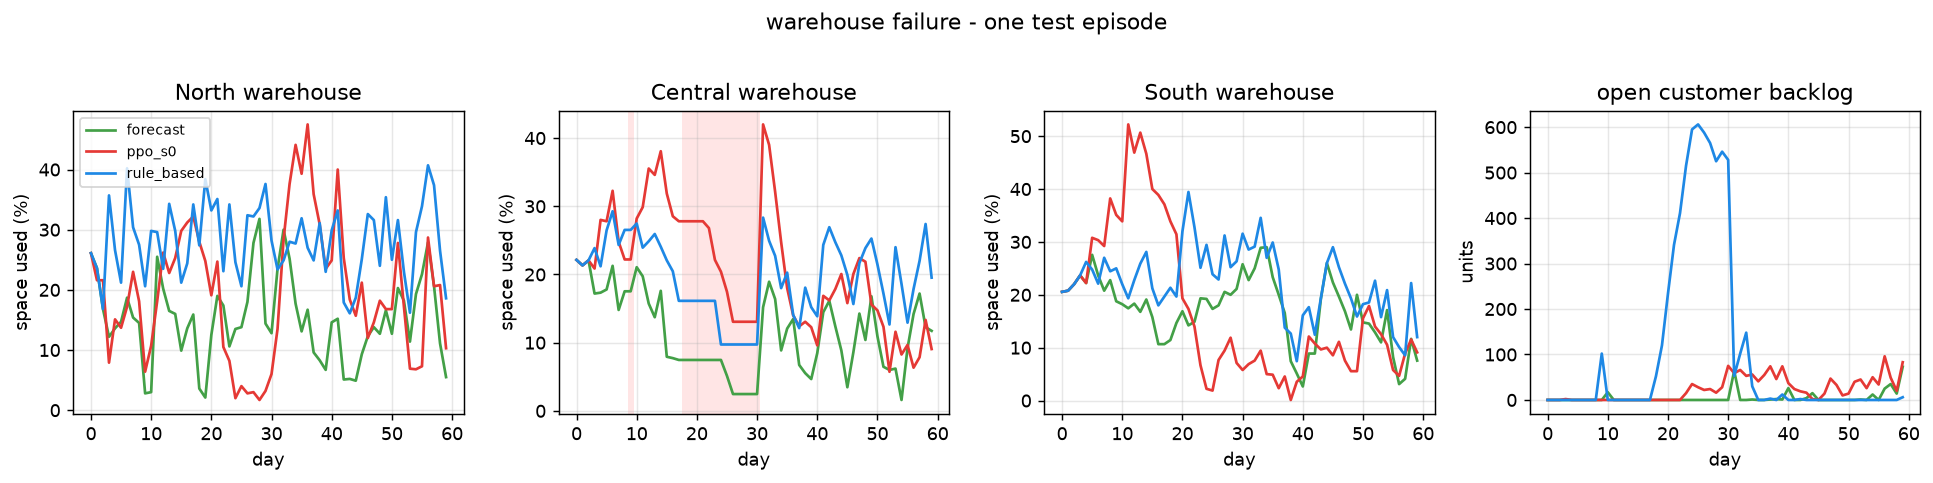 warehouse failure - one test episode
North warehouse
space used (%)
40
30
20
10
0
forecast
ppo_s0
rule_based
0 10 20 30 40 50 60
day
Central warehouse
space used (%)
40
30
20
10
0
0 10 20 30 40 50 60
day
South warehouse
space used (%)
50
40
30
20
10
0
0 10 20 30 40 50 60
day
open customer backlog
units
600
500
400
300
200
100
0
0 10 20 30 40 50 60
day